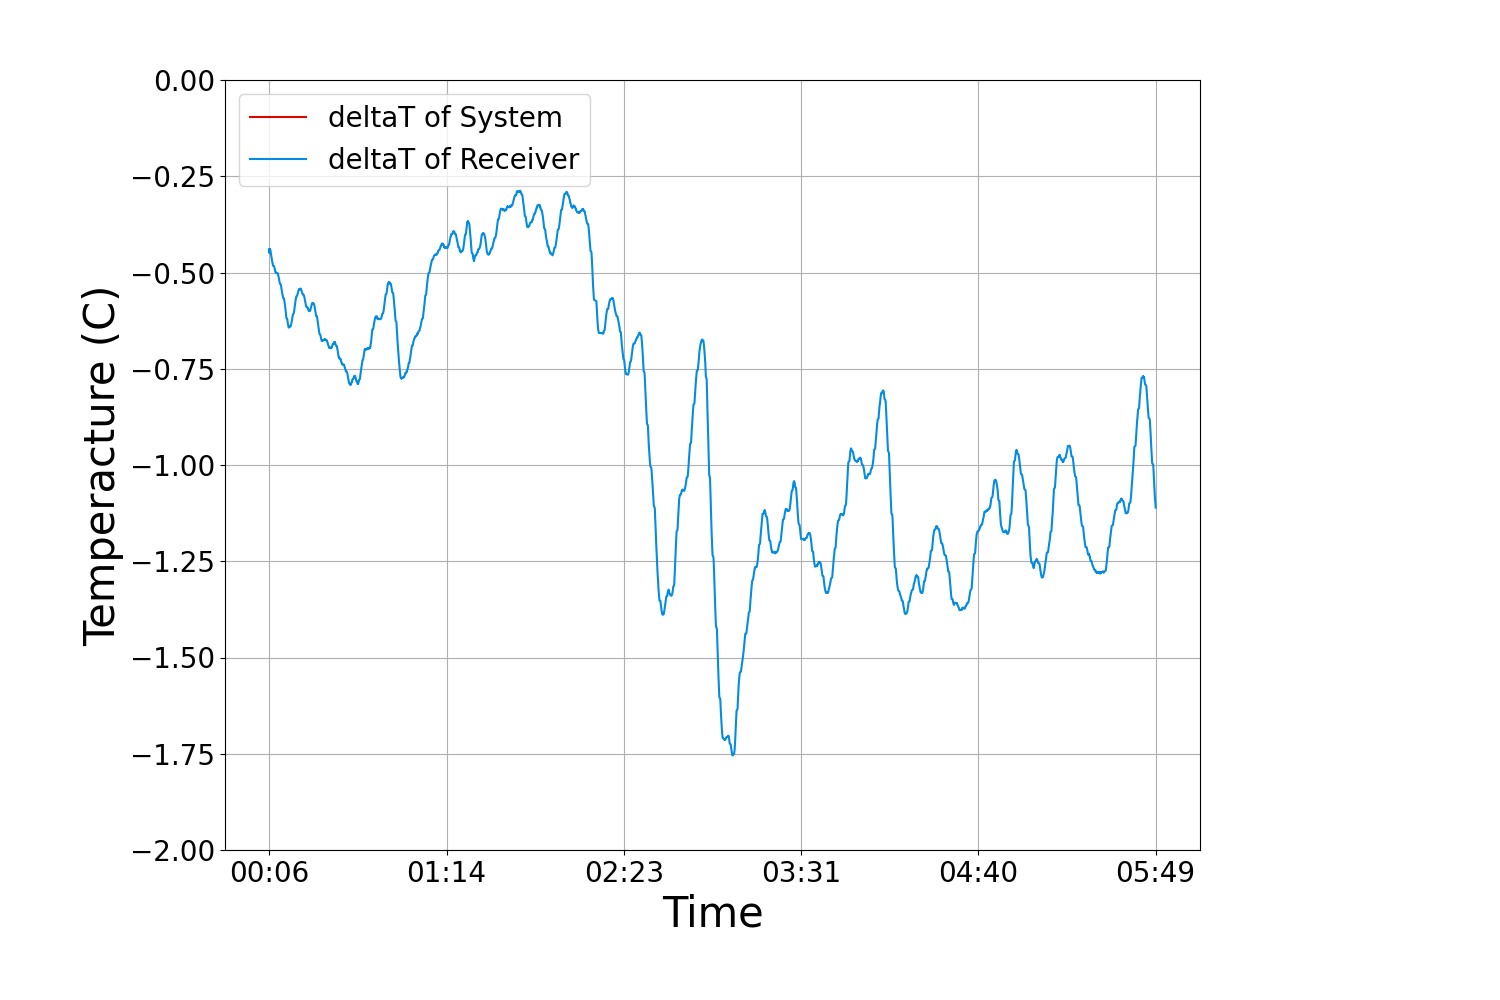 0.00
−0.25
−0.50
−0.75
−1.00
−1.25
−1.50
−1.75
−2.00
Temperacture (C)
deltaT of System
deltaT of Receiver
00:06 01:14 02:23 03:31 04:40 05:49
Time